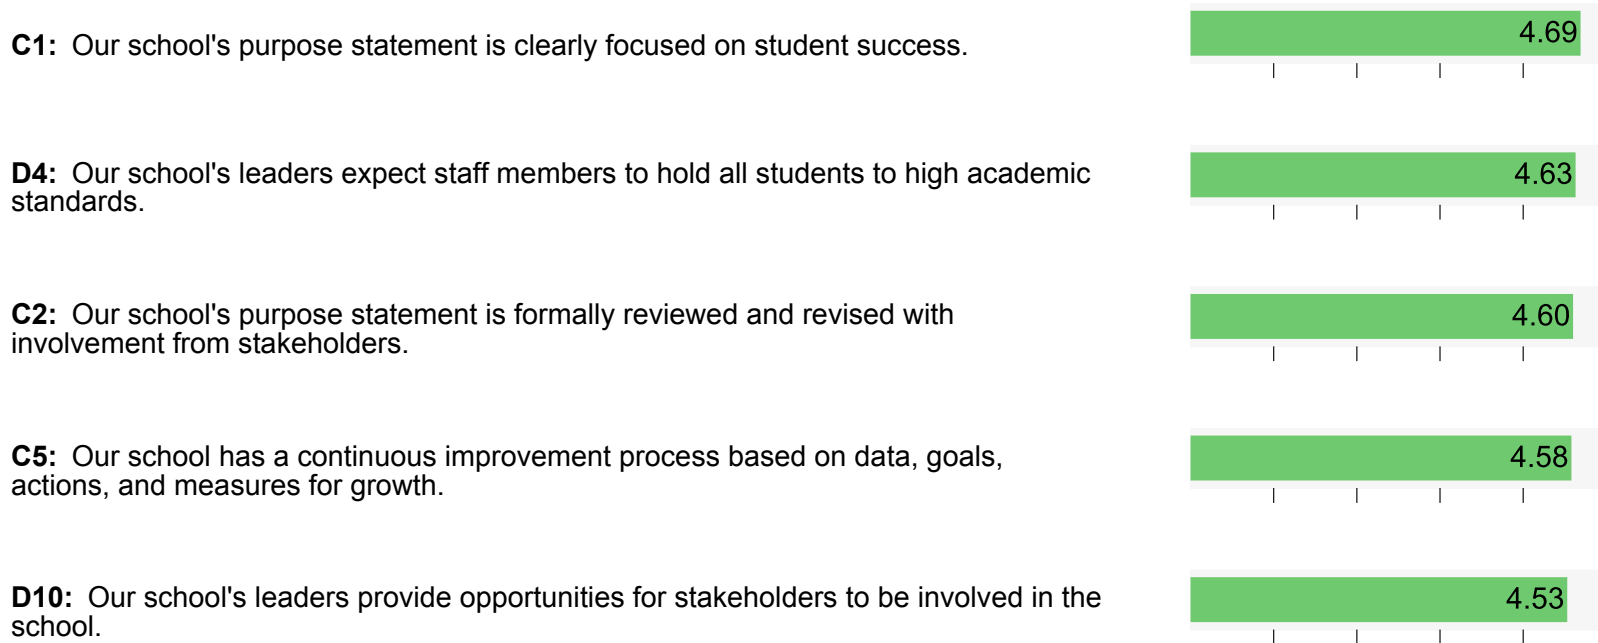 C1: Our school's purpose statement is clearly focused on student success.
4.69
D4: Our school's leaders expect staff members to hold all students to high academic
standards.
4.63
C2: Our school's purpose statement is formally reviewed and revised with
involvement from stakeholders.
4.60
C5: Our school has a continuous improvement process based on data, goals,
actions, and measures for growth.
4.58
D10: Our school's leaders provide opportunities for stakeholders to be involved in the
school.
4.53